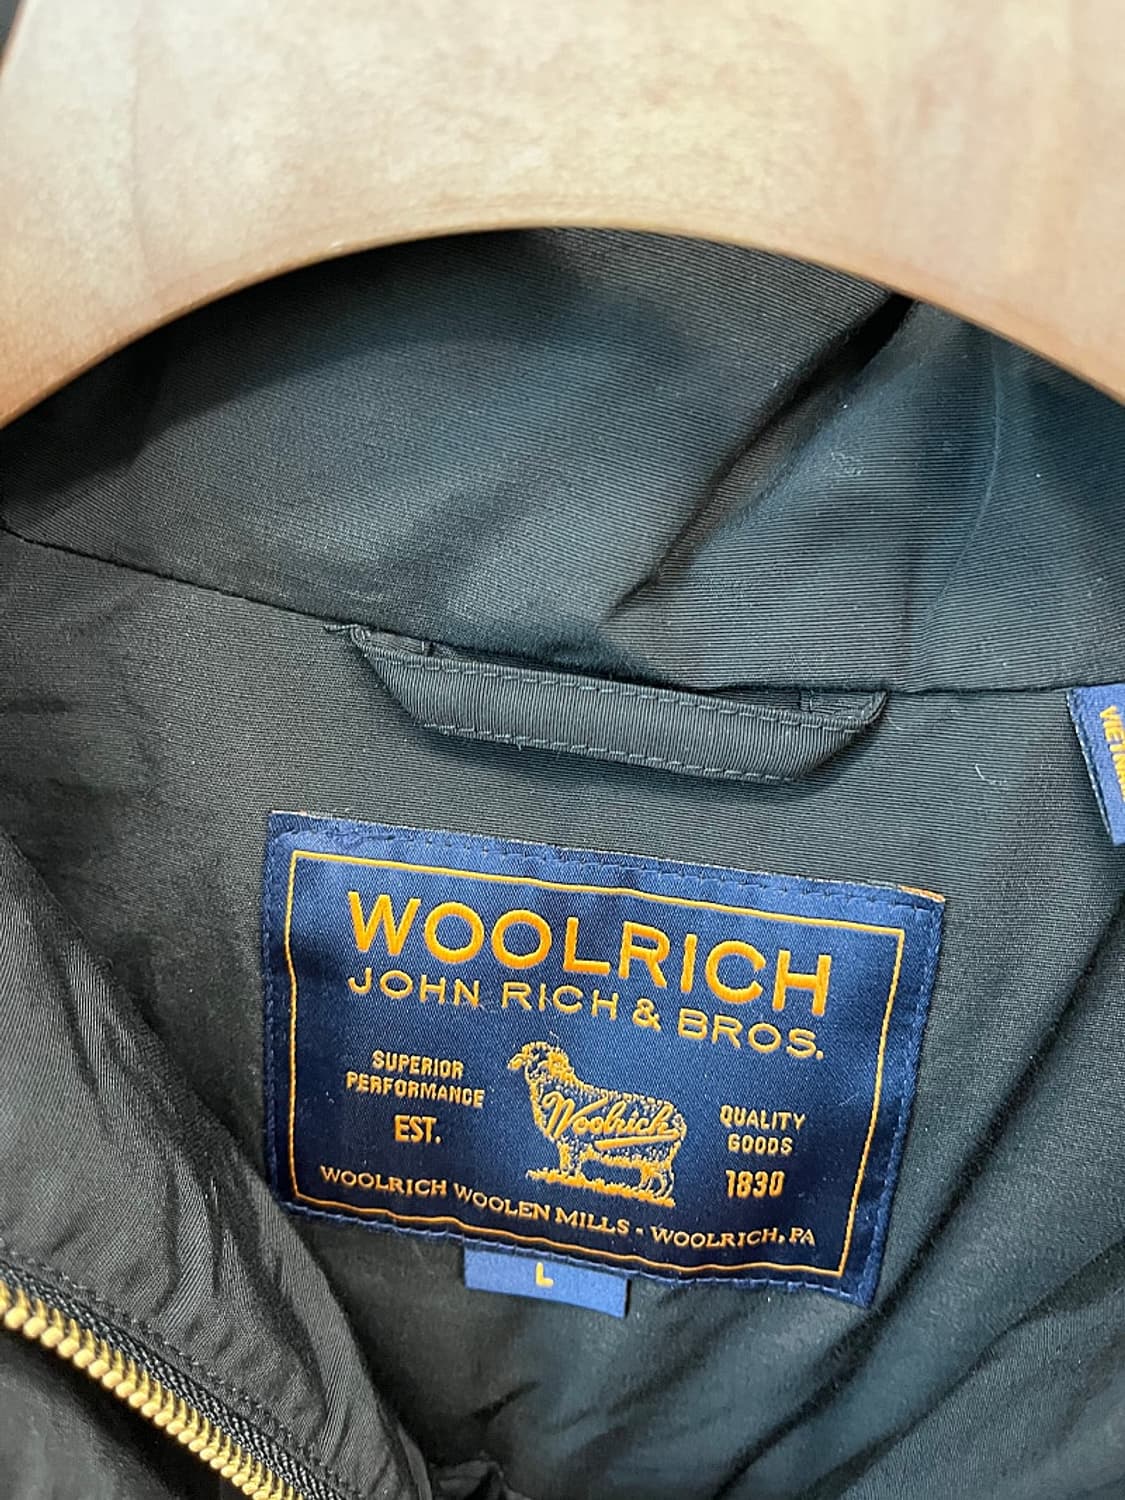 WOOLRICH
JOHN RICH & BROS.
SUPERIOR
PERFORMANCE
EST.
Woolrich
QUALITY
GOODS
1830
WOOLRICH WOOLEN MILLS - WOOLRICH, PA
L